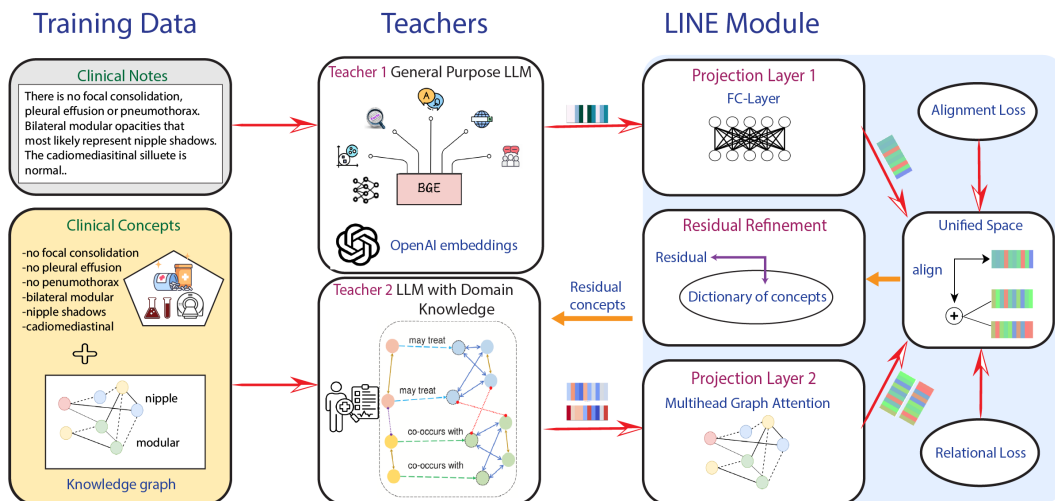 Training Data
Teachers
LINE Module
Clinical Notes
There is no focal consolidation,
pleural effusion or pneumothorax.
Bilateral modular opacities that
most likely represent nipple shadows.
The cadiomediasitinal silluete is
normal..
Clinical Concepts
-no focal consolidation
-no pleural effusion
-no penumothorax
-bilateral modular
-nipple shadows
-cadiomediastinal
nipple
modular
Knowledge graph
Teacher 1 General Purpose LLM
A
BGE
OpenAI embeddings
Teacher 2 LLM with Domain
Knowledge
may treat
may treat
co-occurs with
co-occurs with
Residual
concepts
Projection Layer 1
FC-Layer
Residual Refinement
Residual
Dictionary of concepts
Projection Layer 2
Multihead Graph Attention
Alignment Loss
Unified Space
align
+
Relational Loss